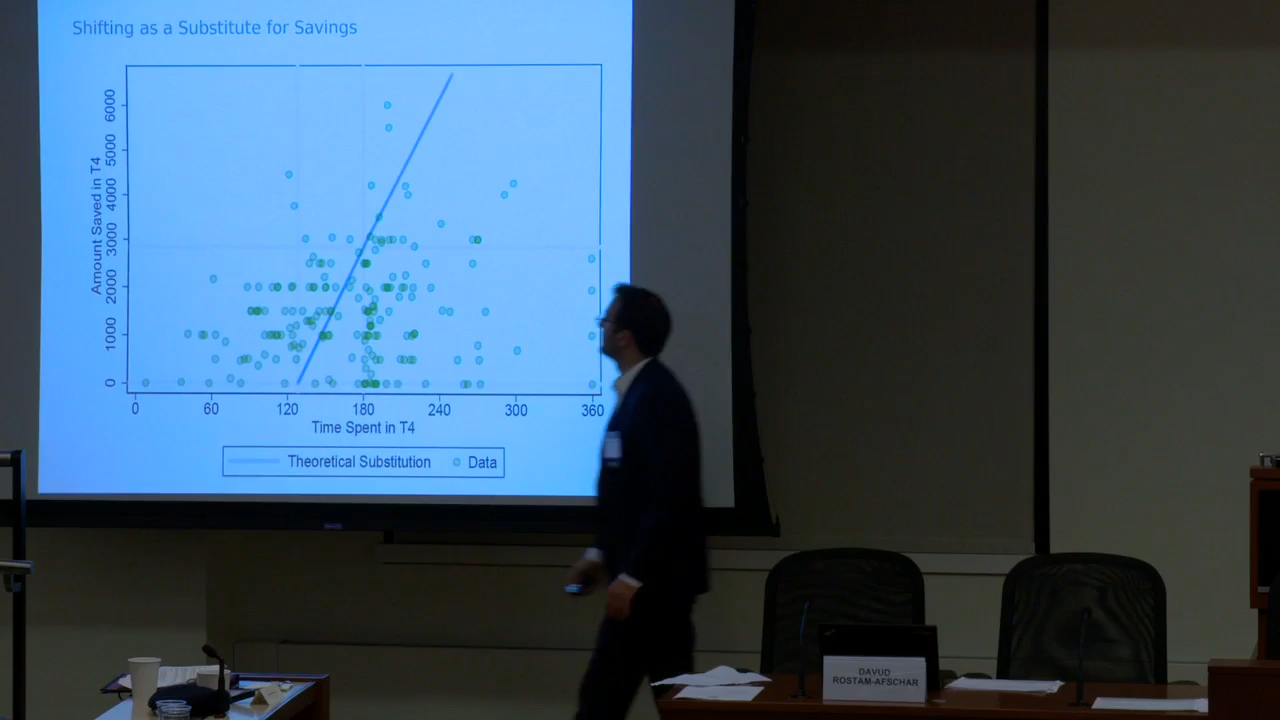 Shifting as a Substitute for Savings
Amount Saved in T4
6000
5000
4000
3000
2000
1000
0
0 60 120 180 240 300 360
Time Spent in T4
Theoretical Substitution Data
DAVUD
ROSTAM-AFSCHAR